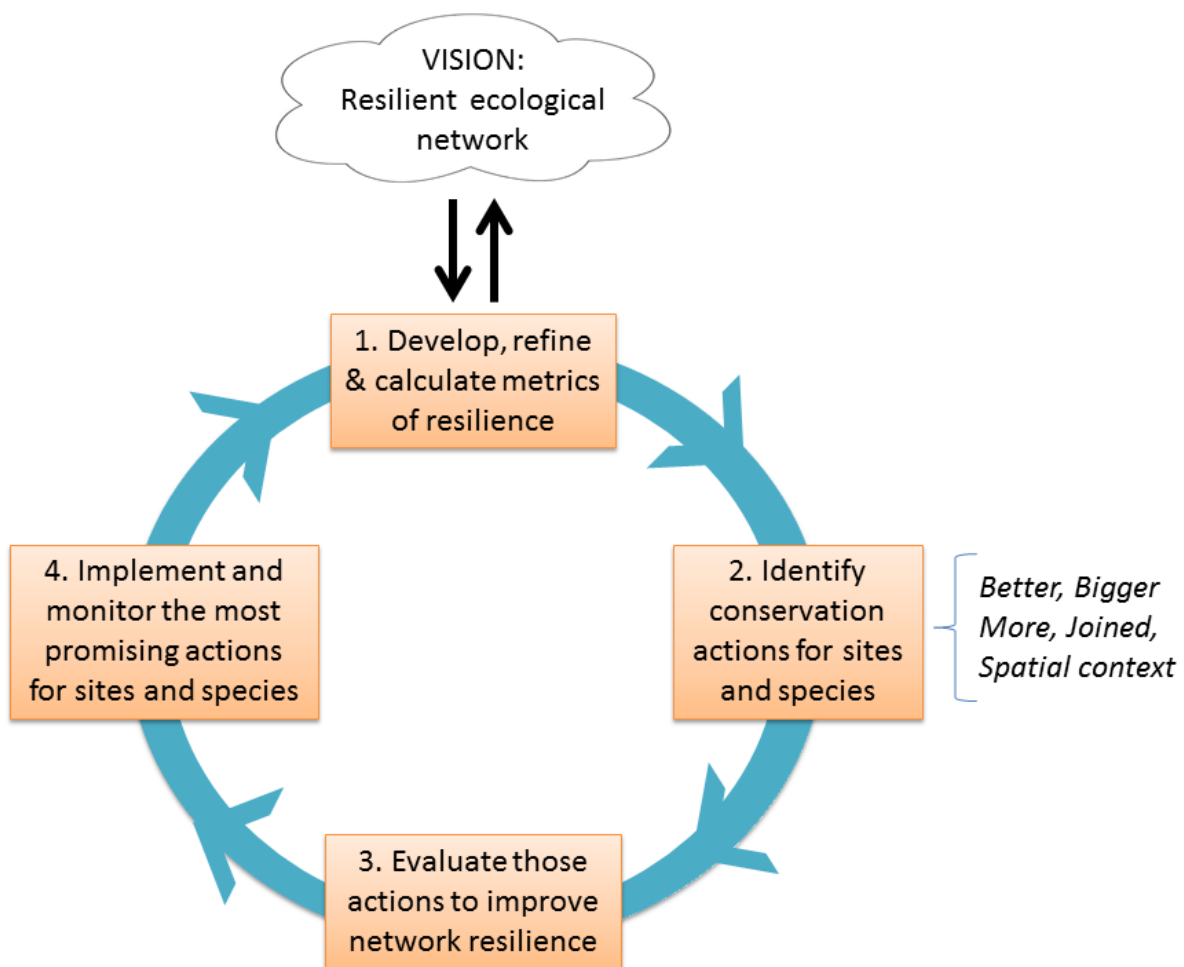 VISION:
Resilient ecological
network
1. Develop, refine
& calculate metrics
of resilience
2. Identify
conservation
actions for sites
and species
Better, Bigger
More, Joined,
Spatial context
3. Evaluate those
actions to improve
network resilience
4. Implement and
monitor the most
promising actions
for sites and species